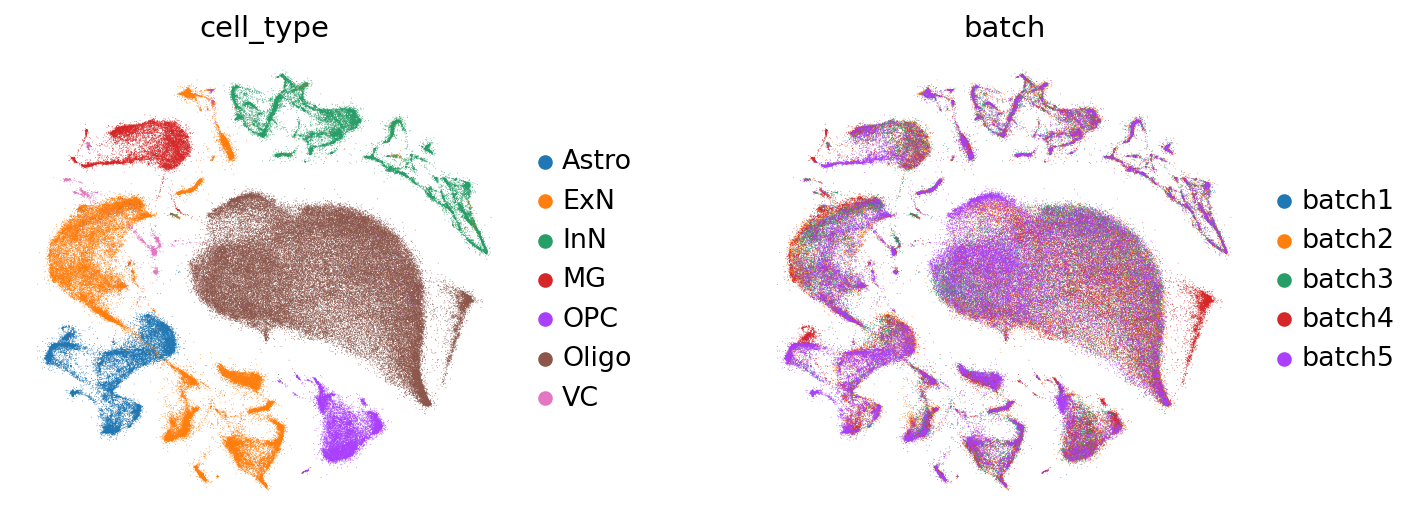 cell_type
Astro
ExN
InN
MG
OPC
Oligo
VC
batch
batch1
batch2
batch3
batch4
batch5